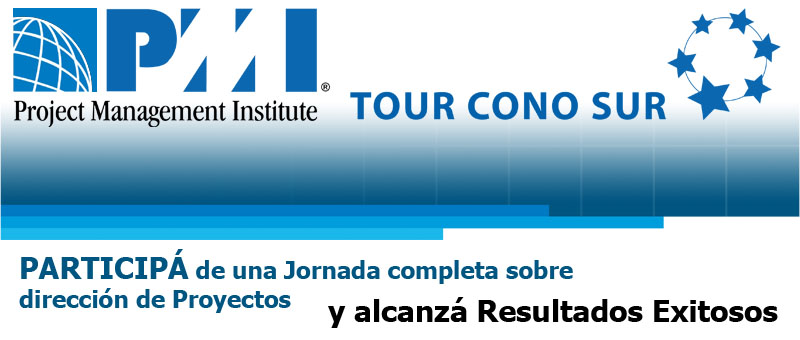 PMI®
Project Management Institute
TOUR CONO SUR
PARTICIPÁ de una Jornada completa sobre
dirección de Proyectos
y alcanzá Resultados Exitosos